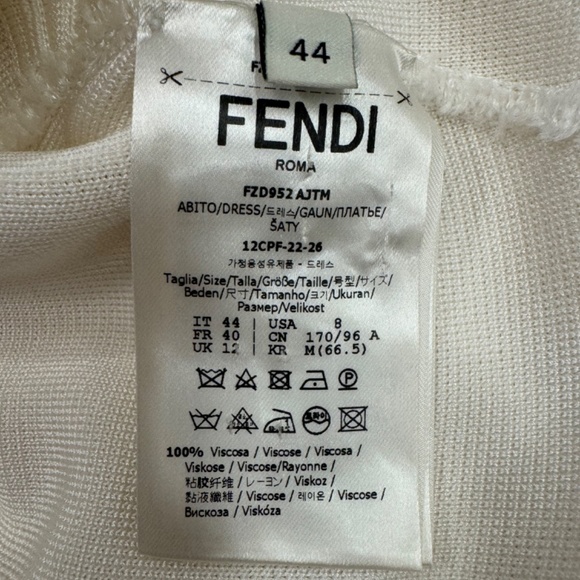 44
F
FENDI
ROMA
FZD952 AJTM
ABITO/DRESS/드레스/GAUN/ПЛАТЬЕ/
ŠATY
12CPF-22-26
가정용섬유제품 - 드레스
Taglia/Size/Talla/Größe/Taille/号型/サイズ/
Beden/尺寸/Tamanho/크기/Ukuran/
Размер/Velikost
IT 44 | USA 8
FR 40 | CN 170/96 A
UK 12 | KR M(66.5)
드라이
100% Viscosa / Viscose / Viscosa /
Viskose / Viscose/Rayonne /
粘胶纤维 / レーヨン / Viskoz /
黏液纖維 / Viscose / 레이온 / Viscose /
Вискоза / Viskóza